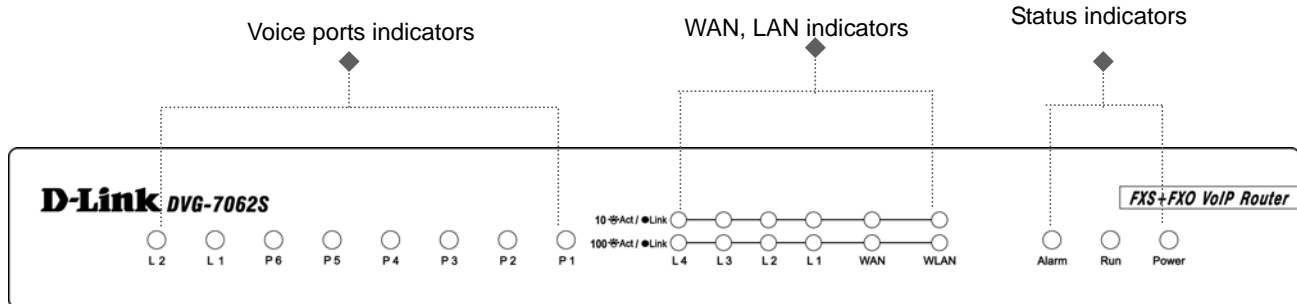 Voice ports indicators
WAN, LAN indicators
Status indicators
D-Link DVG-7062S
FXS+FXO VoIP Router
10 Act / Link
100 Act / Link
L 2 L 1 P 6 P 5 P 4 P 3 P 2 P 1
L 4 L 3 L 2 L 1 WAN WLAN
Alarm Run Power